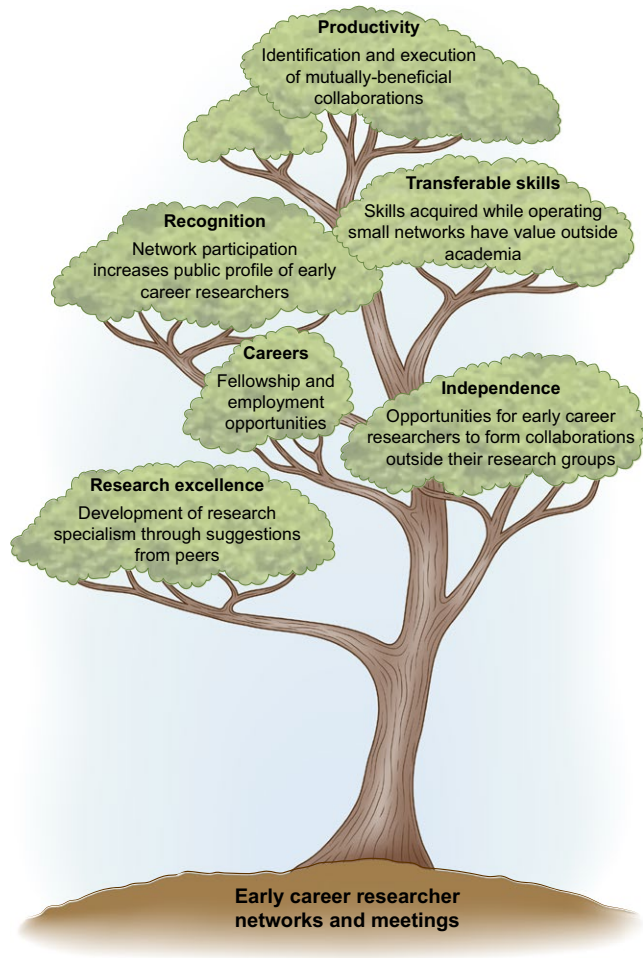 Productivity
Identification and execution
of mutually-beneficial
collaborations
Transferable skills
Skills acquired while operating
small networks have value outside
academia
Recognition
Network participation
increases public profile of early
career researchers
Careers
Fellowship and
employment
opportunities
Independence
Opportunities for early career
researchers to form collaborations
outside their research groups
Research excellence
Development of research
specialism through suggestions
from peers
Early career researcher
networks and meetings